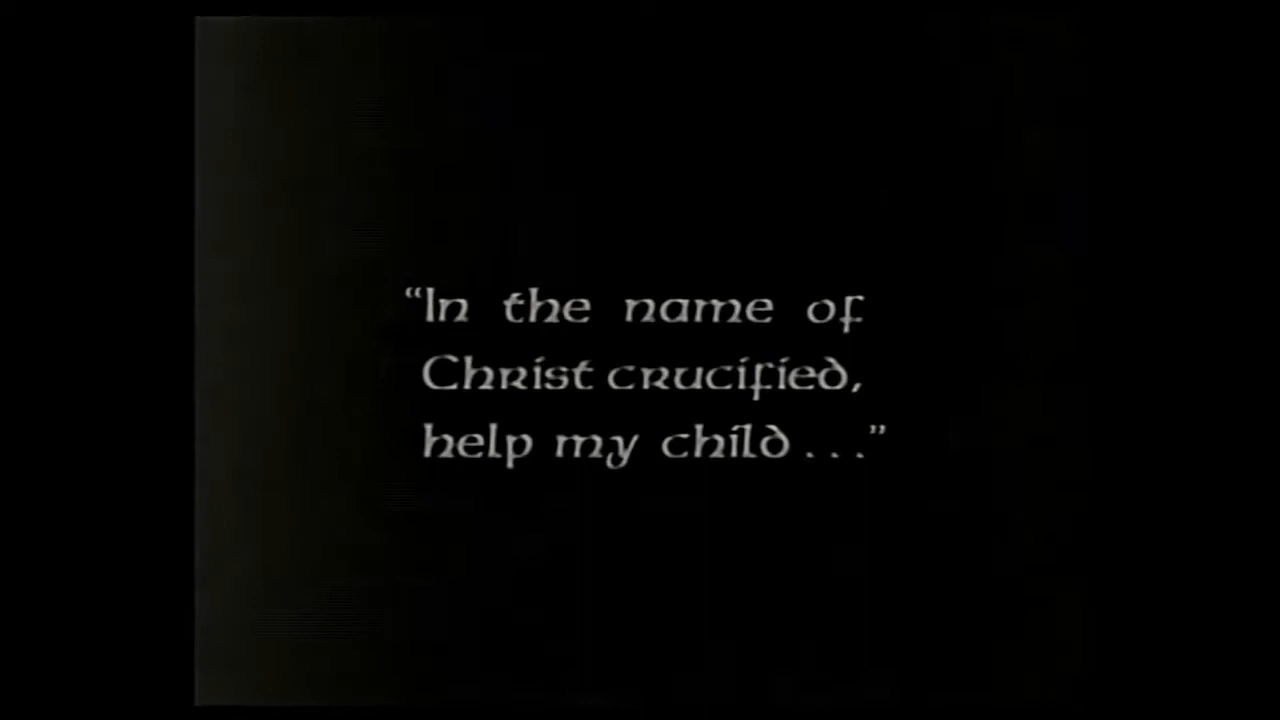 “In the name of
Christ crucified,
help my child . . .”